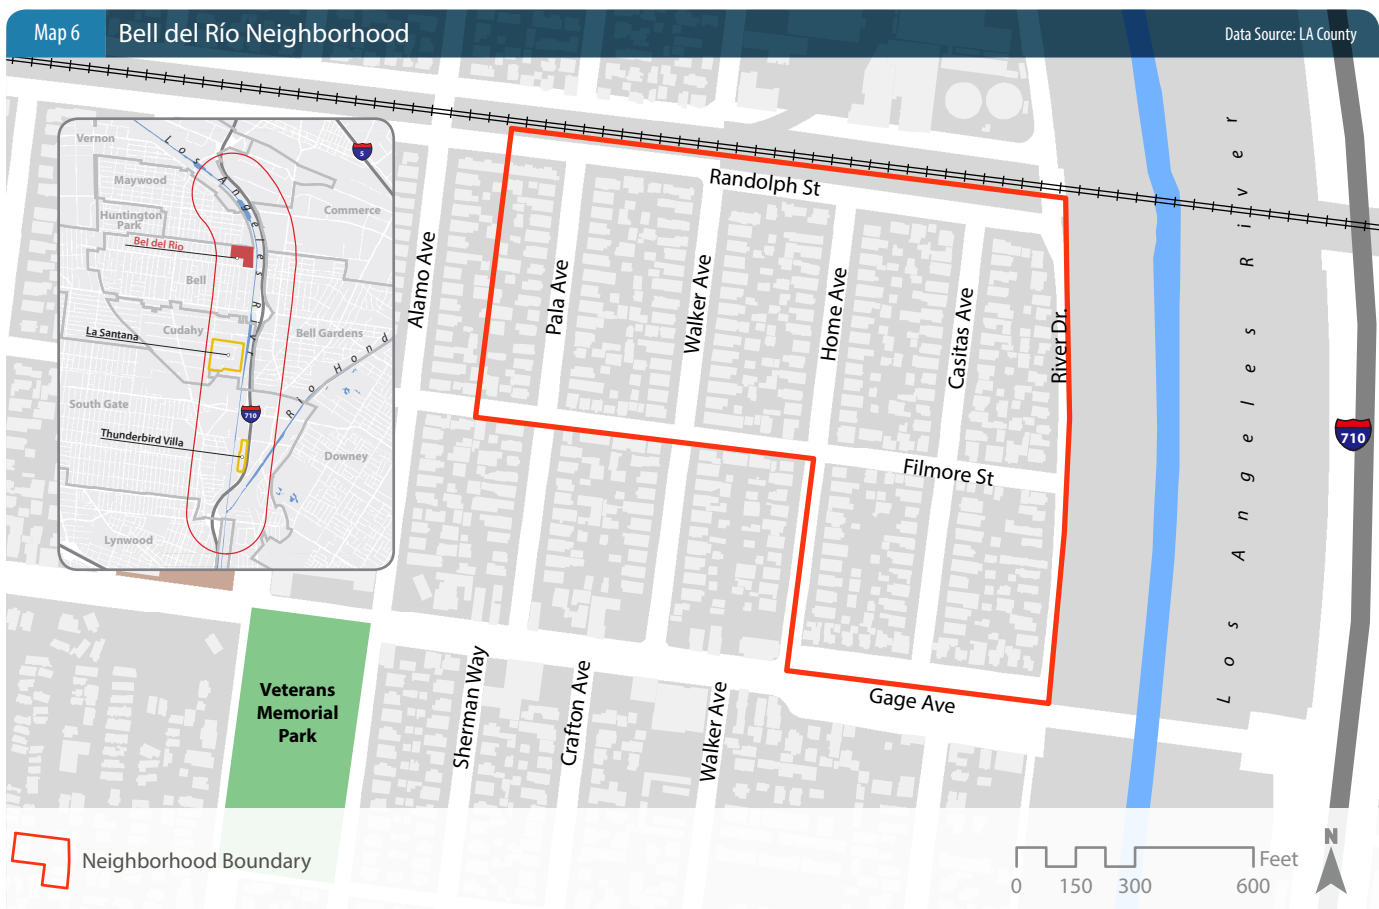 Map 6
Bell del Río Neighborhood
Data Source: LA County
Vernon
Maywood
Huntington
Park
Bel del Rio
Bell
Commerce
5
Los Angeles River
La Santana
Cudahy
Bell Gardens
Rio Hondo
South Gate
710
Thunderbird Villa
Downey
Lynwood
Randolph St
Alamo Ave
Pala Ave
Walker Ave
Home Ave
Casitas Ave
River Dr.
Filmore St
Gage Ave
Los Angeles River
710
Veterans
Memorial
Park
Sherman Way
Crafton Ave
Walker Ave
Neighborhood Boundary
0 150 300 600
Feet
N